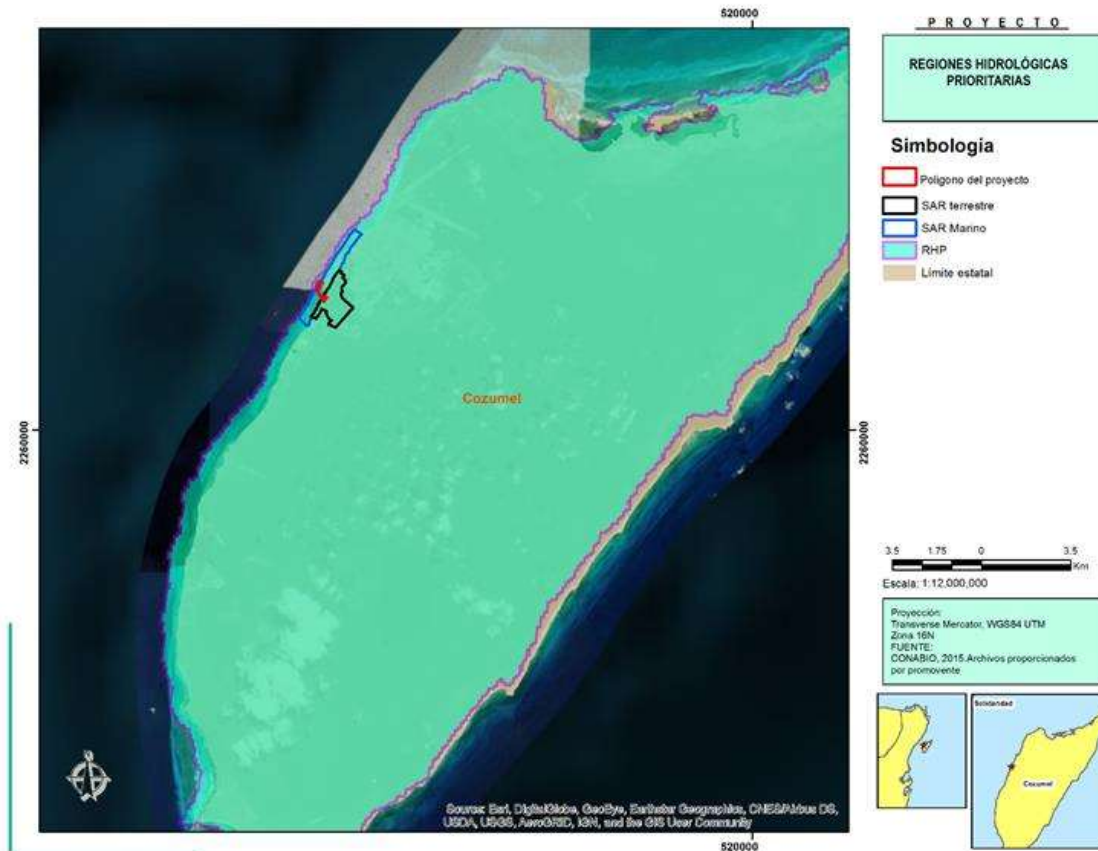 520000
P R O Y E C T O
REGIONES HIDROLÓGICAS
PRIORITARIAS
Simbología
Poligono del proyecto
SAR terrestre
SAR Marino
RHP
Límite estatal
Cozumel
2260000
2260000
3.5 1.75 0 3.5
Km
Escala: 1:12,000,000
Proyección:
Transverse Mercator, WGS84 UTM
Zona 16N
FUENTE:
CONABIO, 2015.Archivos proporcionados
por promovente
Solidaridad
Cozumel
Source: Esri, DigitalGlobe, GeoEye, Earthstar Geographics, CNES/Airbus DS,
USDA, USGS, AeroGRID, IGN, and the GIS User Community
520000